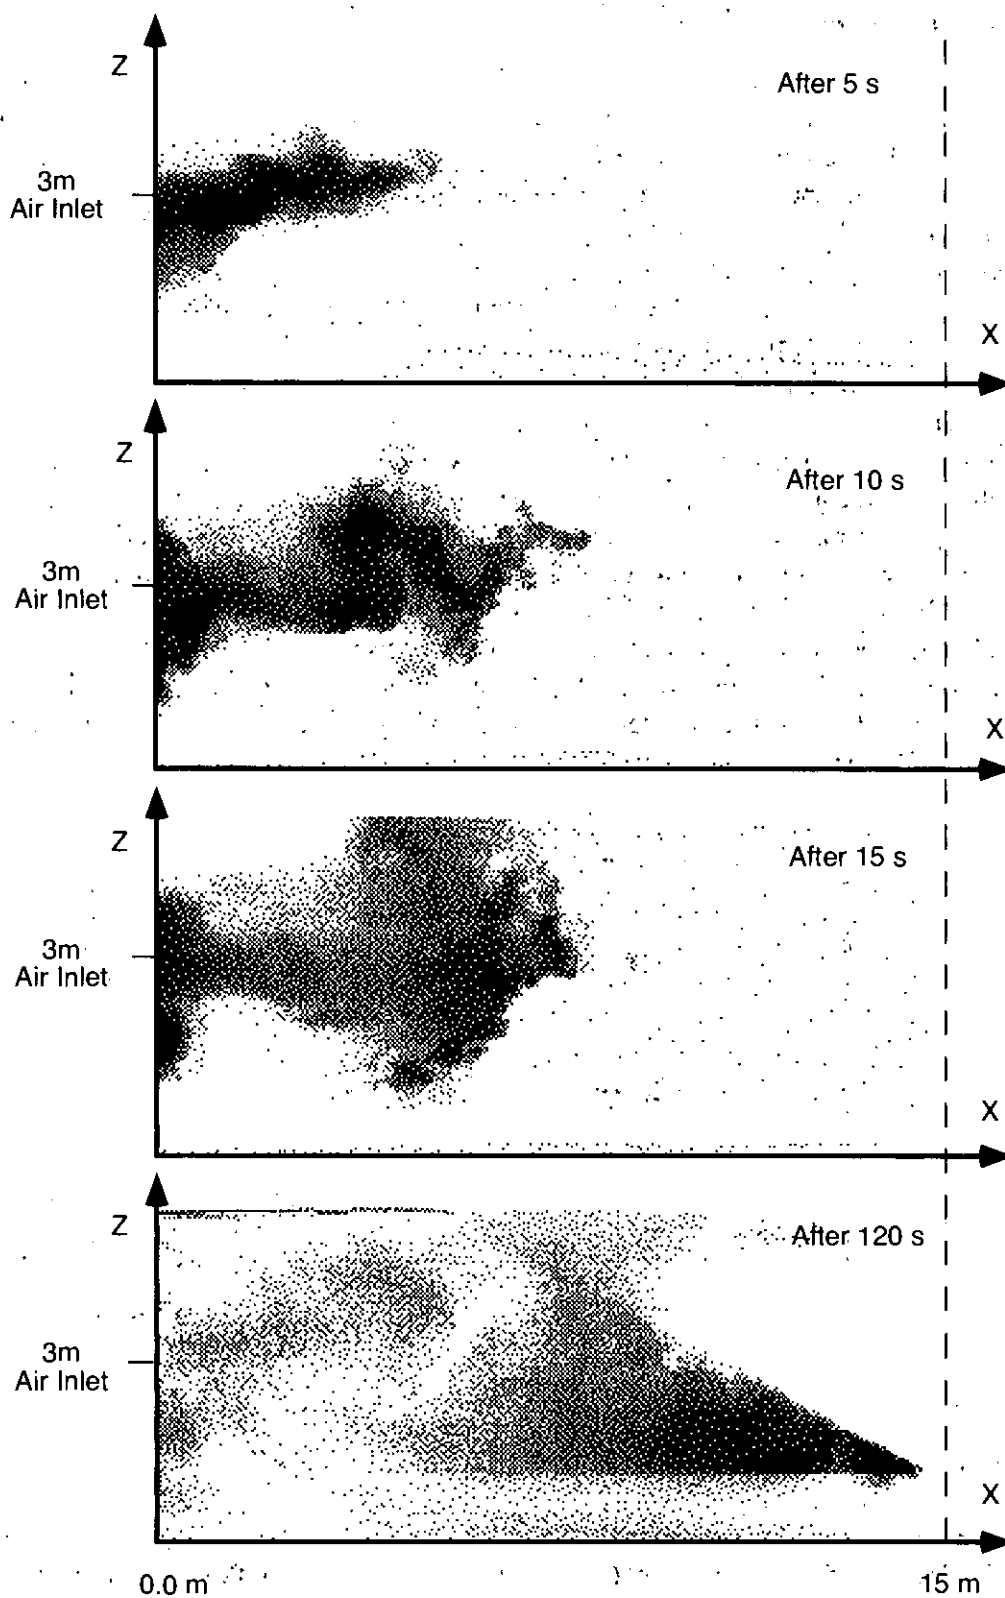 Z
After 5 s
3m
Air Inlet
X
Z
After 10 s
3m
Air Inlet
X
Z
After 15 s
3m
Air Inlet
X
Z
After 120 s
3m
Air Inlet
X
0.0 m
15 m